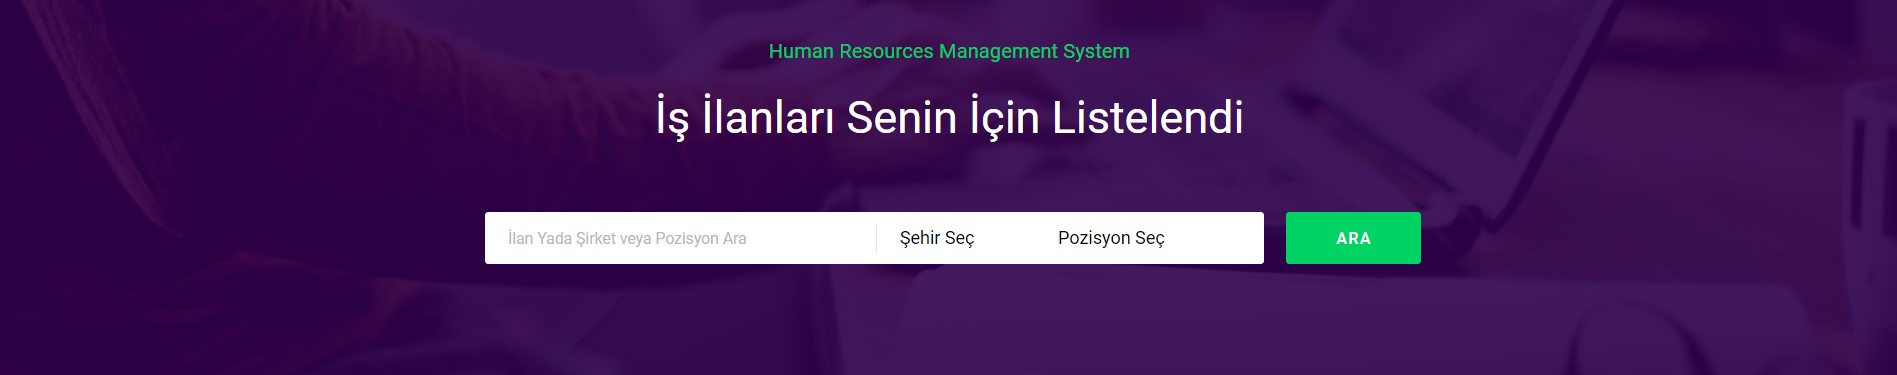 Human Resources Management System
İş İlanları Senin İçin Listelendi
İlan Yada Şirket veya Pozisyon Ara Şehir Seç Pozisyon Seç ARA